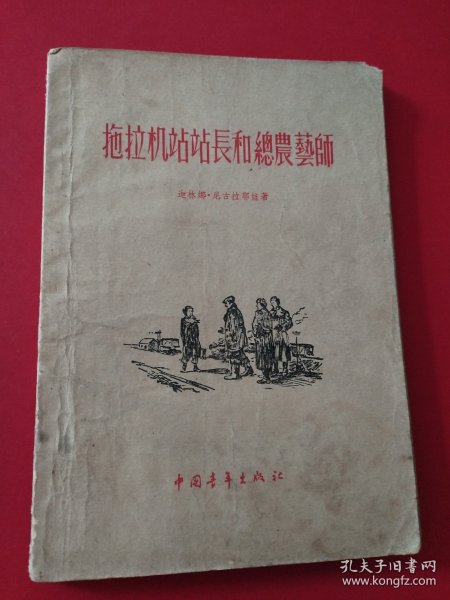 拖拉机站站長和總農藝師
迦林娜·尼古拉耶娃著
中国青年出版社
孔夫子旧书网
www.kongfz.com